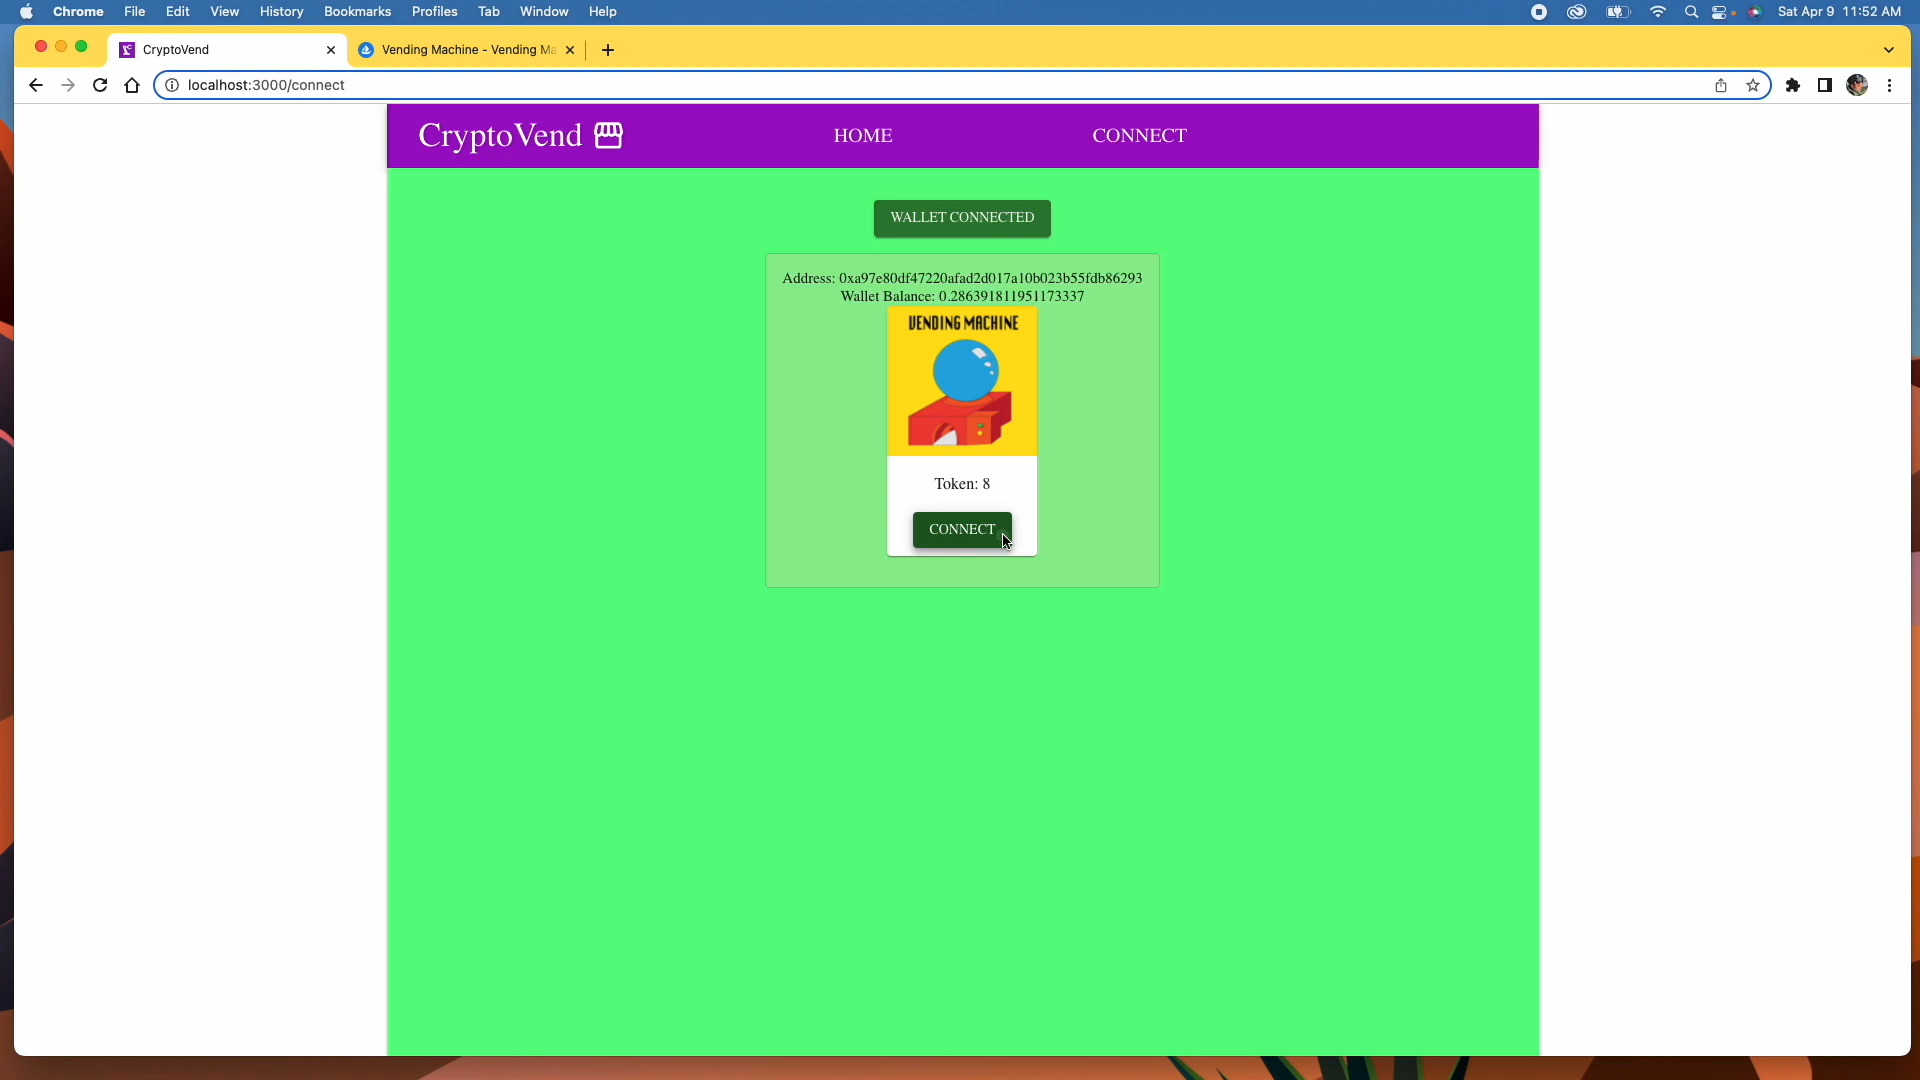 Chrome File Edit View History Bookmarks Profiles Tab Window Help Sat Apr 9 11:52 AM
CryptoVend Vending Machine - Vending Ma
localhost:3000/connect
CryptoVend HOME CONNECT
WALLET CONNECTED
Address: 0xa97e80df47220afad2d017a10b023b55fdb86293
Wallet Balance: 0.286391811951173337
VENDING MACHINE
Token: 8
CONNECT